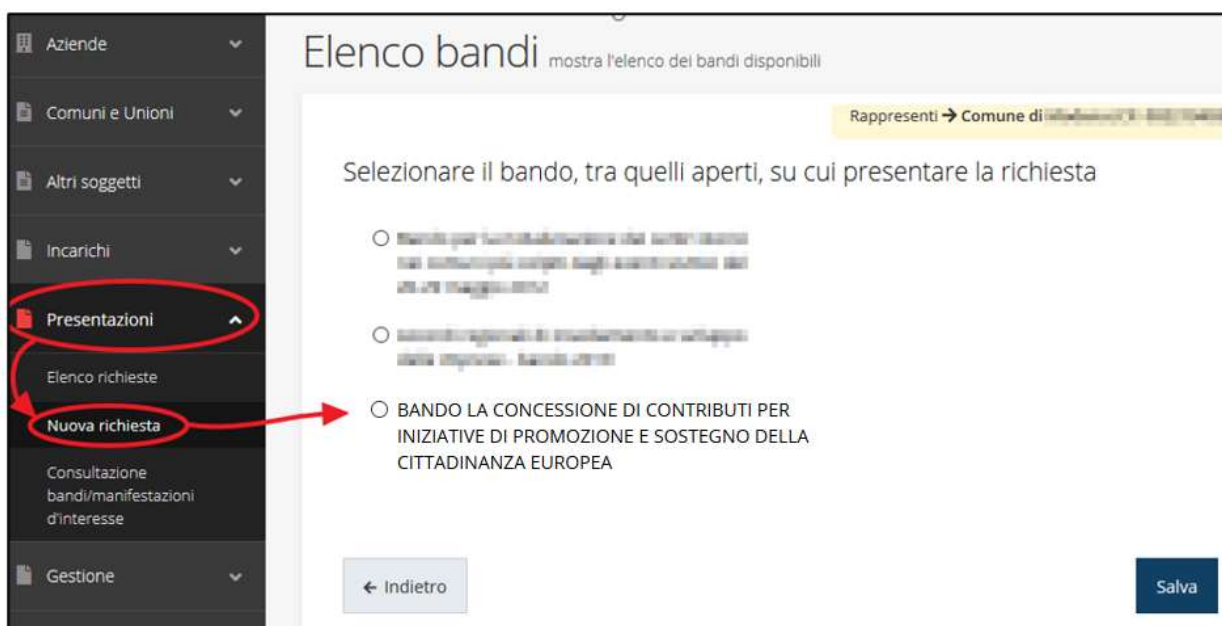 Aziende
Comuni e Unioni
Altri soggetti
Incarichi
Presentazioni
Elenco richieste
Nuova richiesta
Consultazione
bandi/manifestazioni
d'interesse
Gestione
Elenco bandi mostra l'elenco dei bandi disponibili
Rappresenti → Comune di
Selezionare il bando, tra quelli aperti, su cui presentare la richiesta
BANDO LA CONCESSIONE DI CONTRIBUTI PER
INIZIATIVE DI PROMOZIONE E SOSTEGNO DELLA
CITTADINANZA EUROPEA
← Indietro
Salva